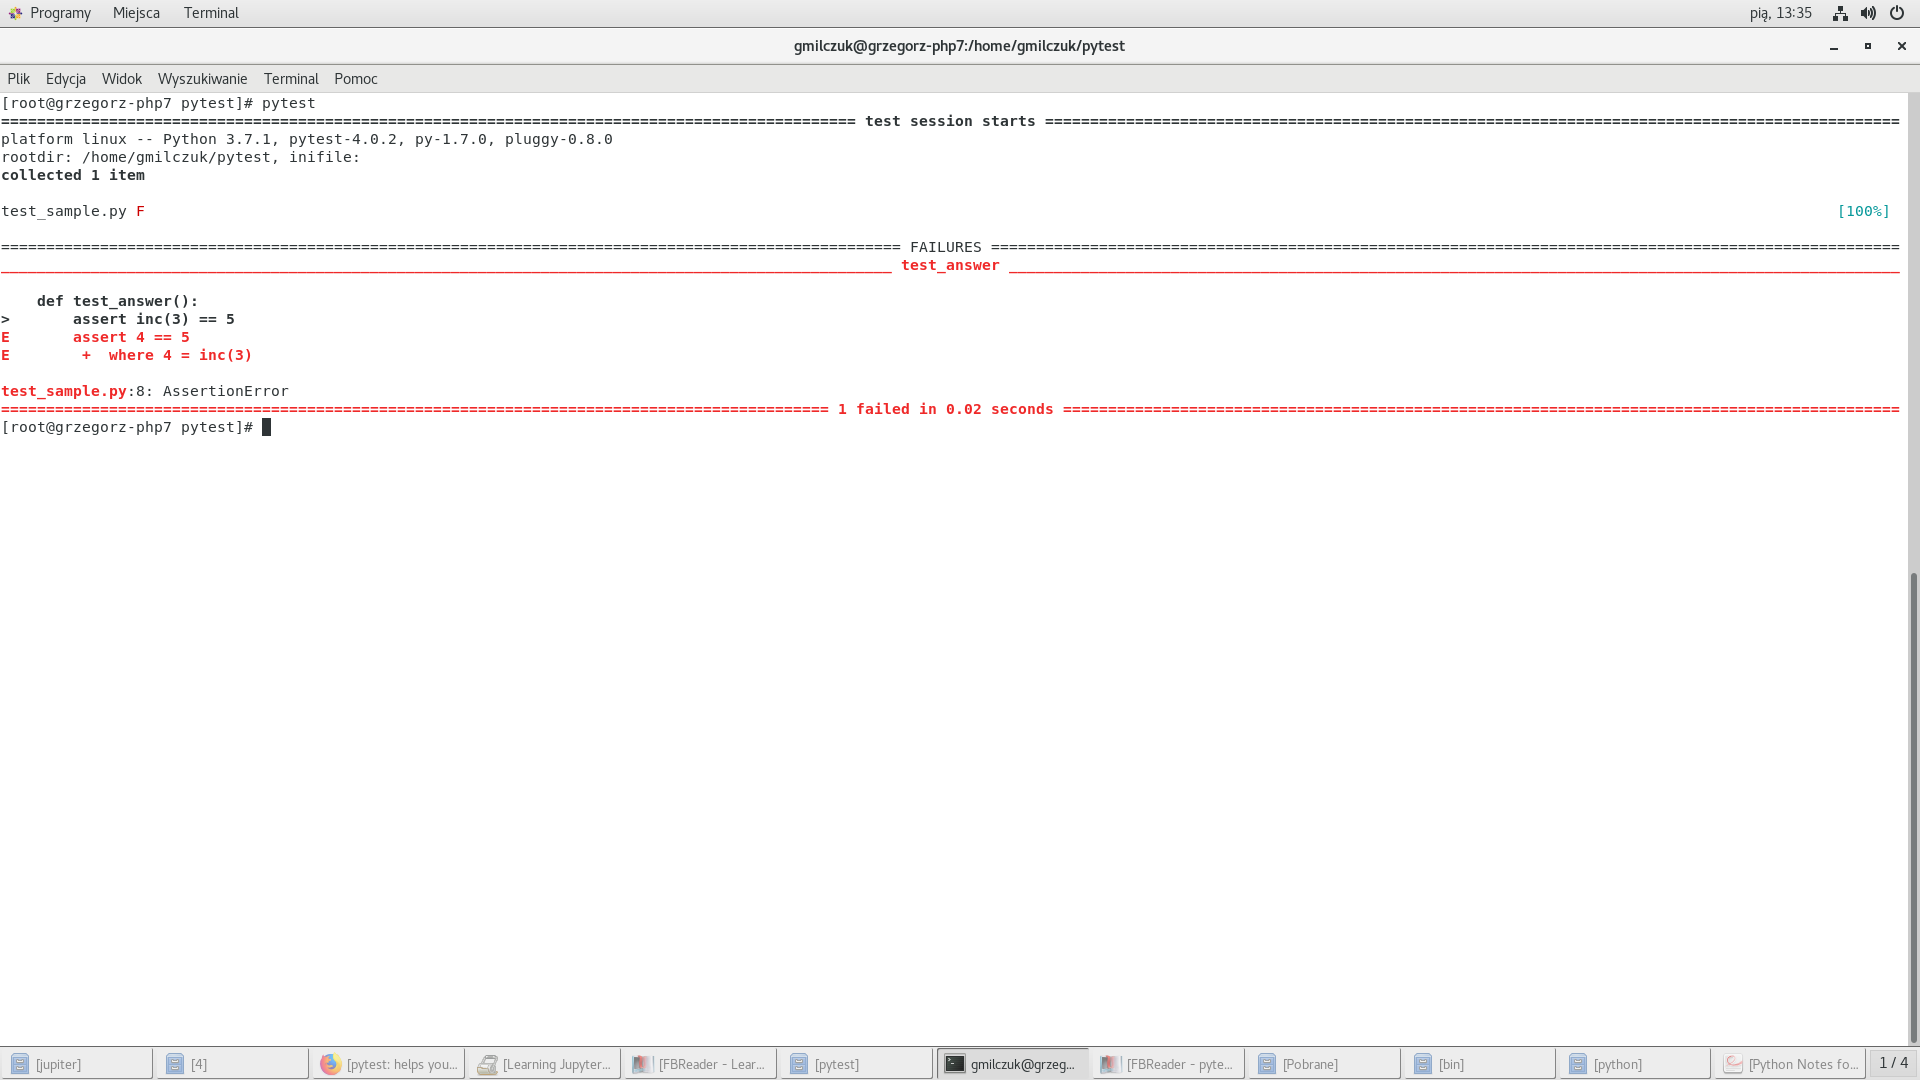 Programy Miejsca Terminal pią, 13:35
gmilczuk@grzegorz-php7:/home/gmilczuk/pytest
Plik Edycja Widok Wyszukiwanie Terminal Pomoc
[root@grzegorz-php7 pytest]# pytest
=============================================================================================== test session starts ===============================================================================================
platform linux -- Python 3.7.1, pytest-4.0.2, py-1.7.0, pluggy-0.8.0
rootdir: /home/gmilczuk/pytest, inifile:
collected 1 item
test_sample.py F [100%]
==================================================================================================== FAILURES =====================================================================================================
___________________________________________________________________________________________________ test_answer ___________________________________________________________________________________________________
    def test_answer():
>       assert inc(3) == 5
E       assert 4 == 5
E        +  where 4 = inc(3)
test_sample.py:8: AssertionError
============================================================================================ 1 failed in 0.02 seconds =============================================================================================
[root@grzegorz-php7 pytest]#
[jupiter] [4] [pytest: helps you... [Learning Jupyter... [FBReader - Lear... [pytest] gmilczuk@grzeg... [FBReader - pyte... [Pobrane] [bin] [python] [Python Notes fo... 1 / 4